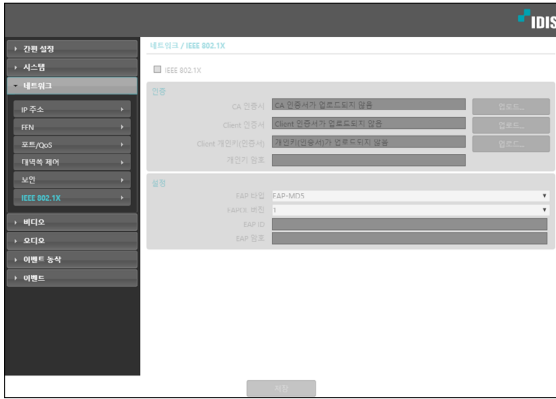 IDIS
간편 설정
네트워크 / IEEE 802.1X
시스템
IEEE 802.1X
네트워크
인증
IP 주소
CA 인증서 CA 인증서가 업로드되지 않음 업로드...
FEN
Client 인증서 Client 인증서가 업로드되지 않음 업로드...
포트/QoS
Client 개인키(인증서) 개인키(인증서)가 업로드되지 않음 업로드...
대역폭 제어
개인키 암호
보안
설정
IEEE 802.1X
EAP 타입 EAP-MD5
EAPOL 버전 1
비디오
EAP ID
오디오
EAP 암호
이벤트 동작
이벤트
저장